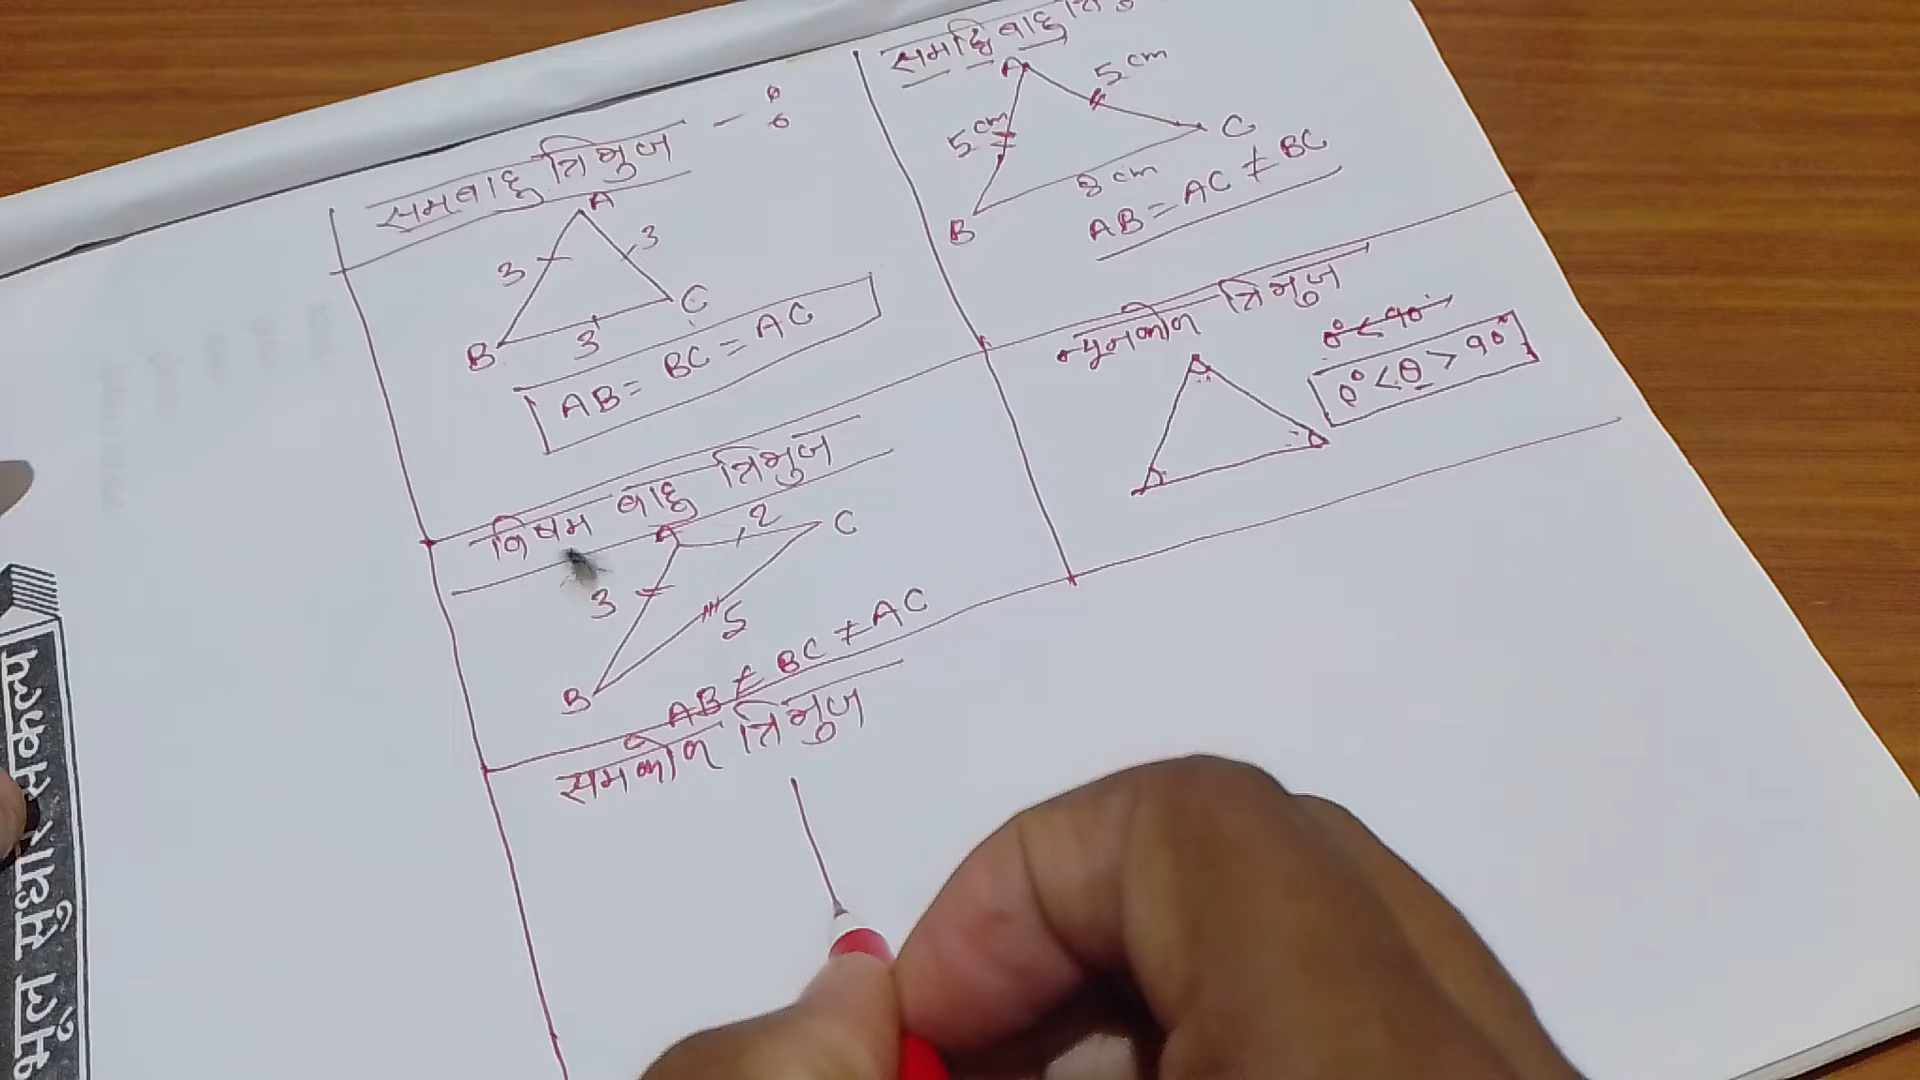 समबाहु त्रिभुज - :
A
3
3
B
3
C
AB = BC = AC
समद्विबाहु
A
5 cm
5 cm
C
8 cm
B
AB = AC ≠ BC
विषम बाहु त्रिभुज
A
2
C
3
5
B
AB ≠ BC ≠ AC
न्यूनकोण त्रिभुज
0° < 90°
0° < θ > 90°
समकोण त्रिभुज